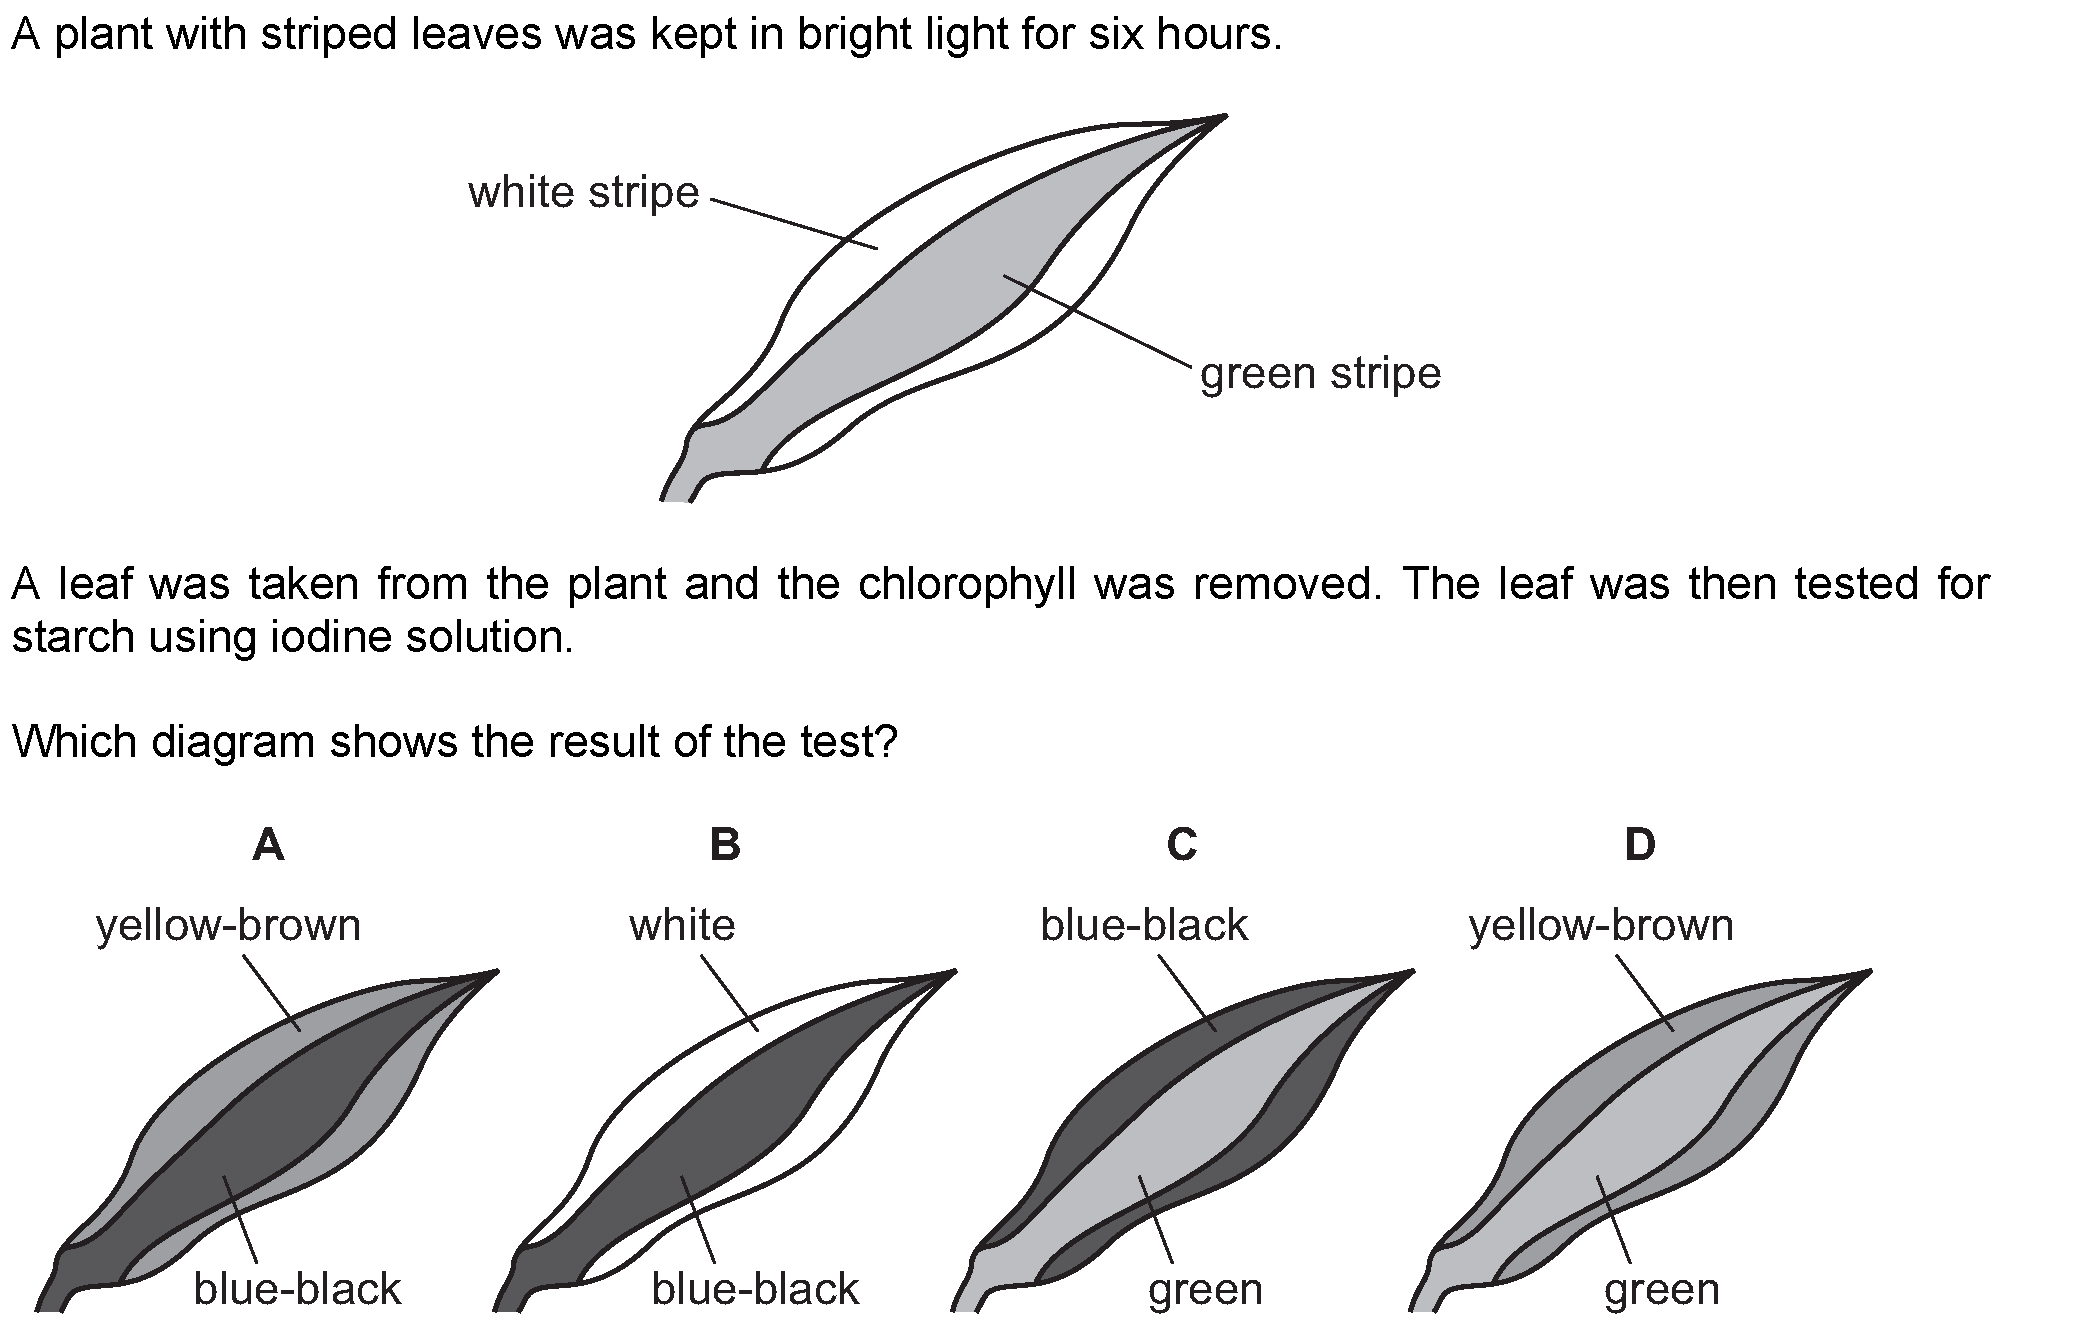 A plant with striped leaves was kept in bright light for six hours.
white stripe
green stripe
A leaf was taken from the plant and the chlorophyll was removed. The leaf was then tested for
starch using iodine solution.
Which diagram shows the result of the test?
A B C D
yellow-brown white blue-black yellow-brown
blue-black blue-black green green